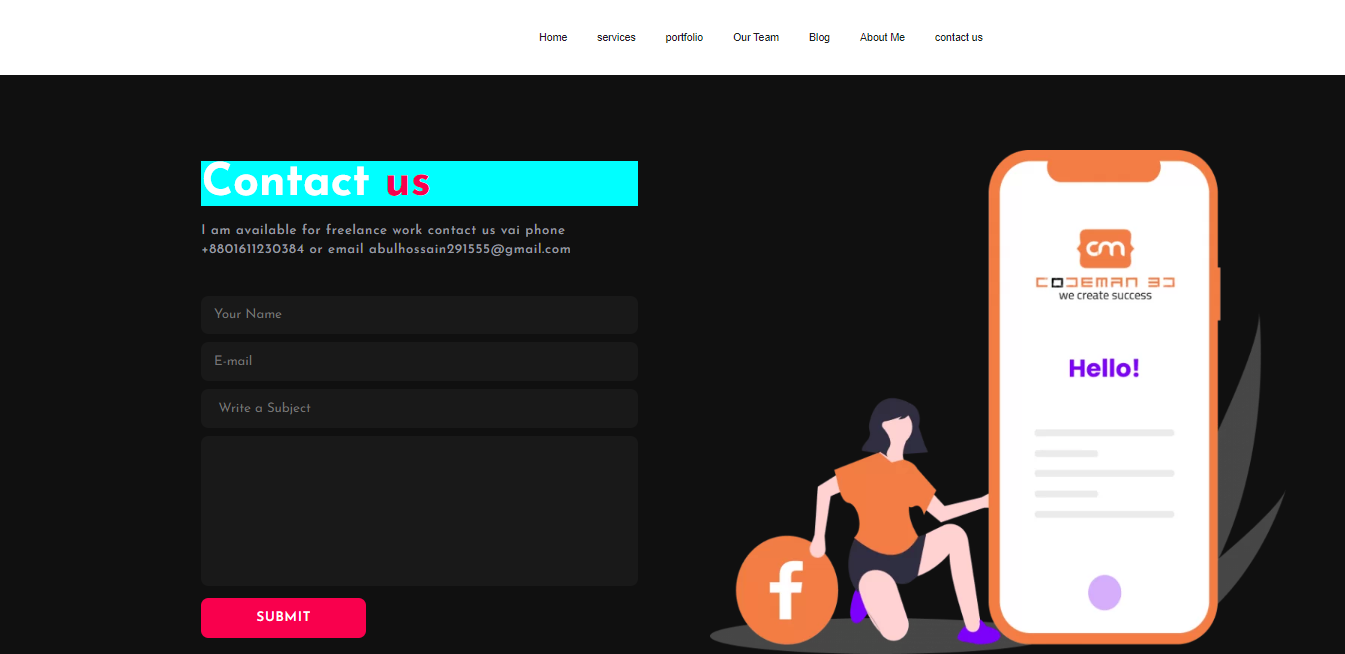 Home services portfolio Our Team Blog About Me contact us
Contact us
I am available for freelance work contact us vai phone
+8801611230384 or email abulhossain291555@gmail.com
Your Name
E-mail
Write a Subject
SUBMIT
cm
CODEMAN BD
we create success
Hello!
f